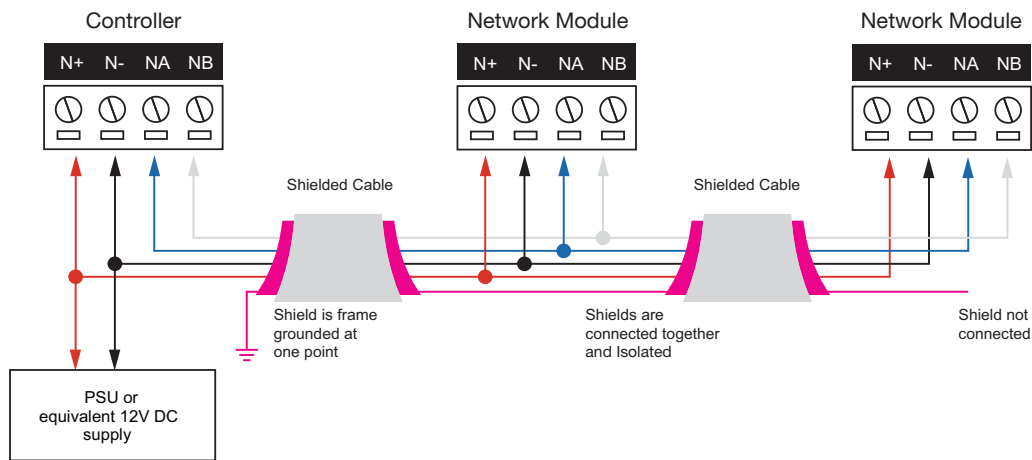 Controller
Network Module
Network Module
N+ N- NA NB
N+ N- NA NB
N+ N- NA NB
Shielded Cable
Shielded Cable
Shield is frame
grounded at
one point
Shields are
connected together
and Isolated
Shield not
connected
PSU or
equivalent 12V DC
supply